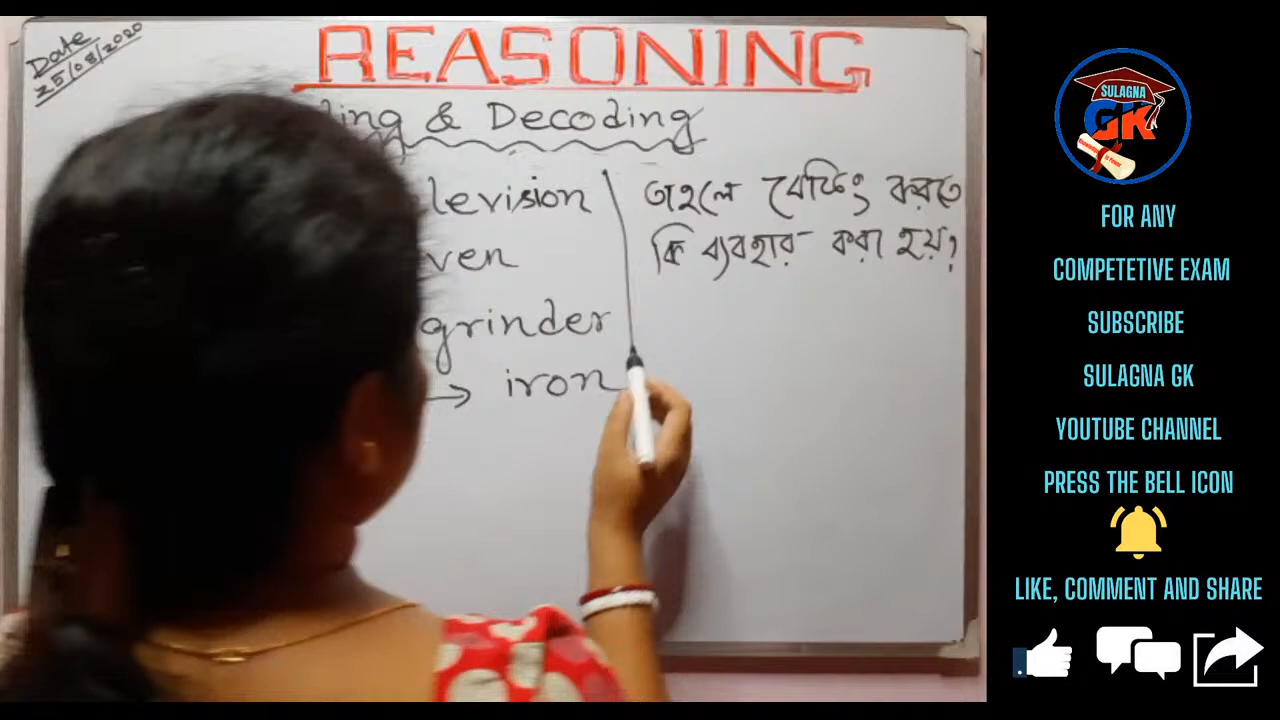 Date
25/08/2020
REASONING
ding & Decoding
levision
ven
grinder
→ iron
তাহলে বেকিং করতে
কি ব্যবহার করা হয়?
SULAGNA
GK
FOR ANY
COMPETETIVE EXAM
SUBSCRIBE
SULAGNA GK
YOUTUBE CHANNEL
PRESS THE BELL ICON
LIKE, COMMENT AND SHARE